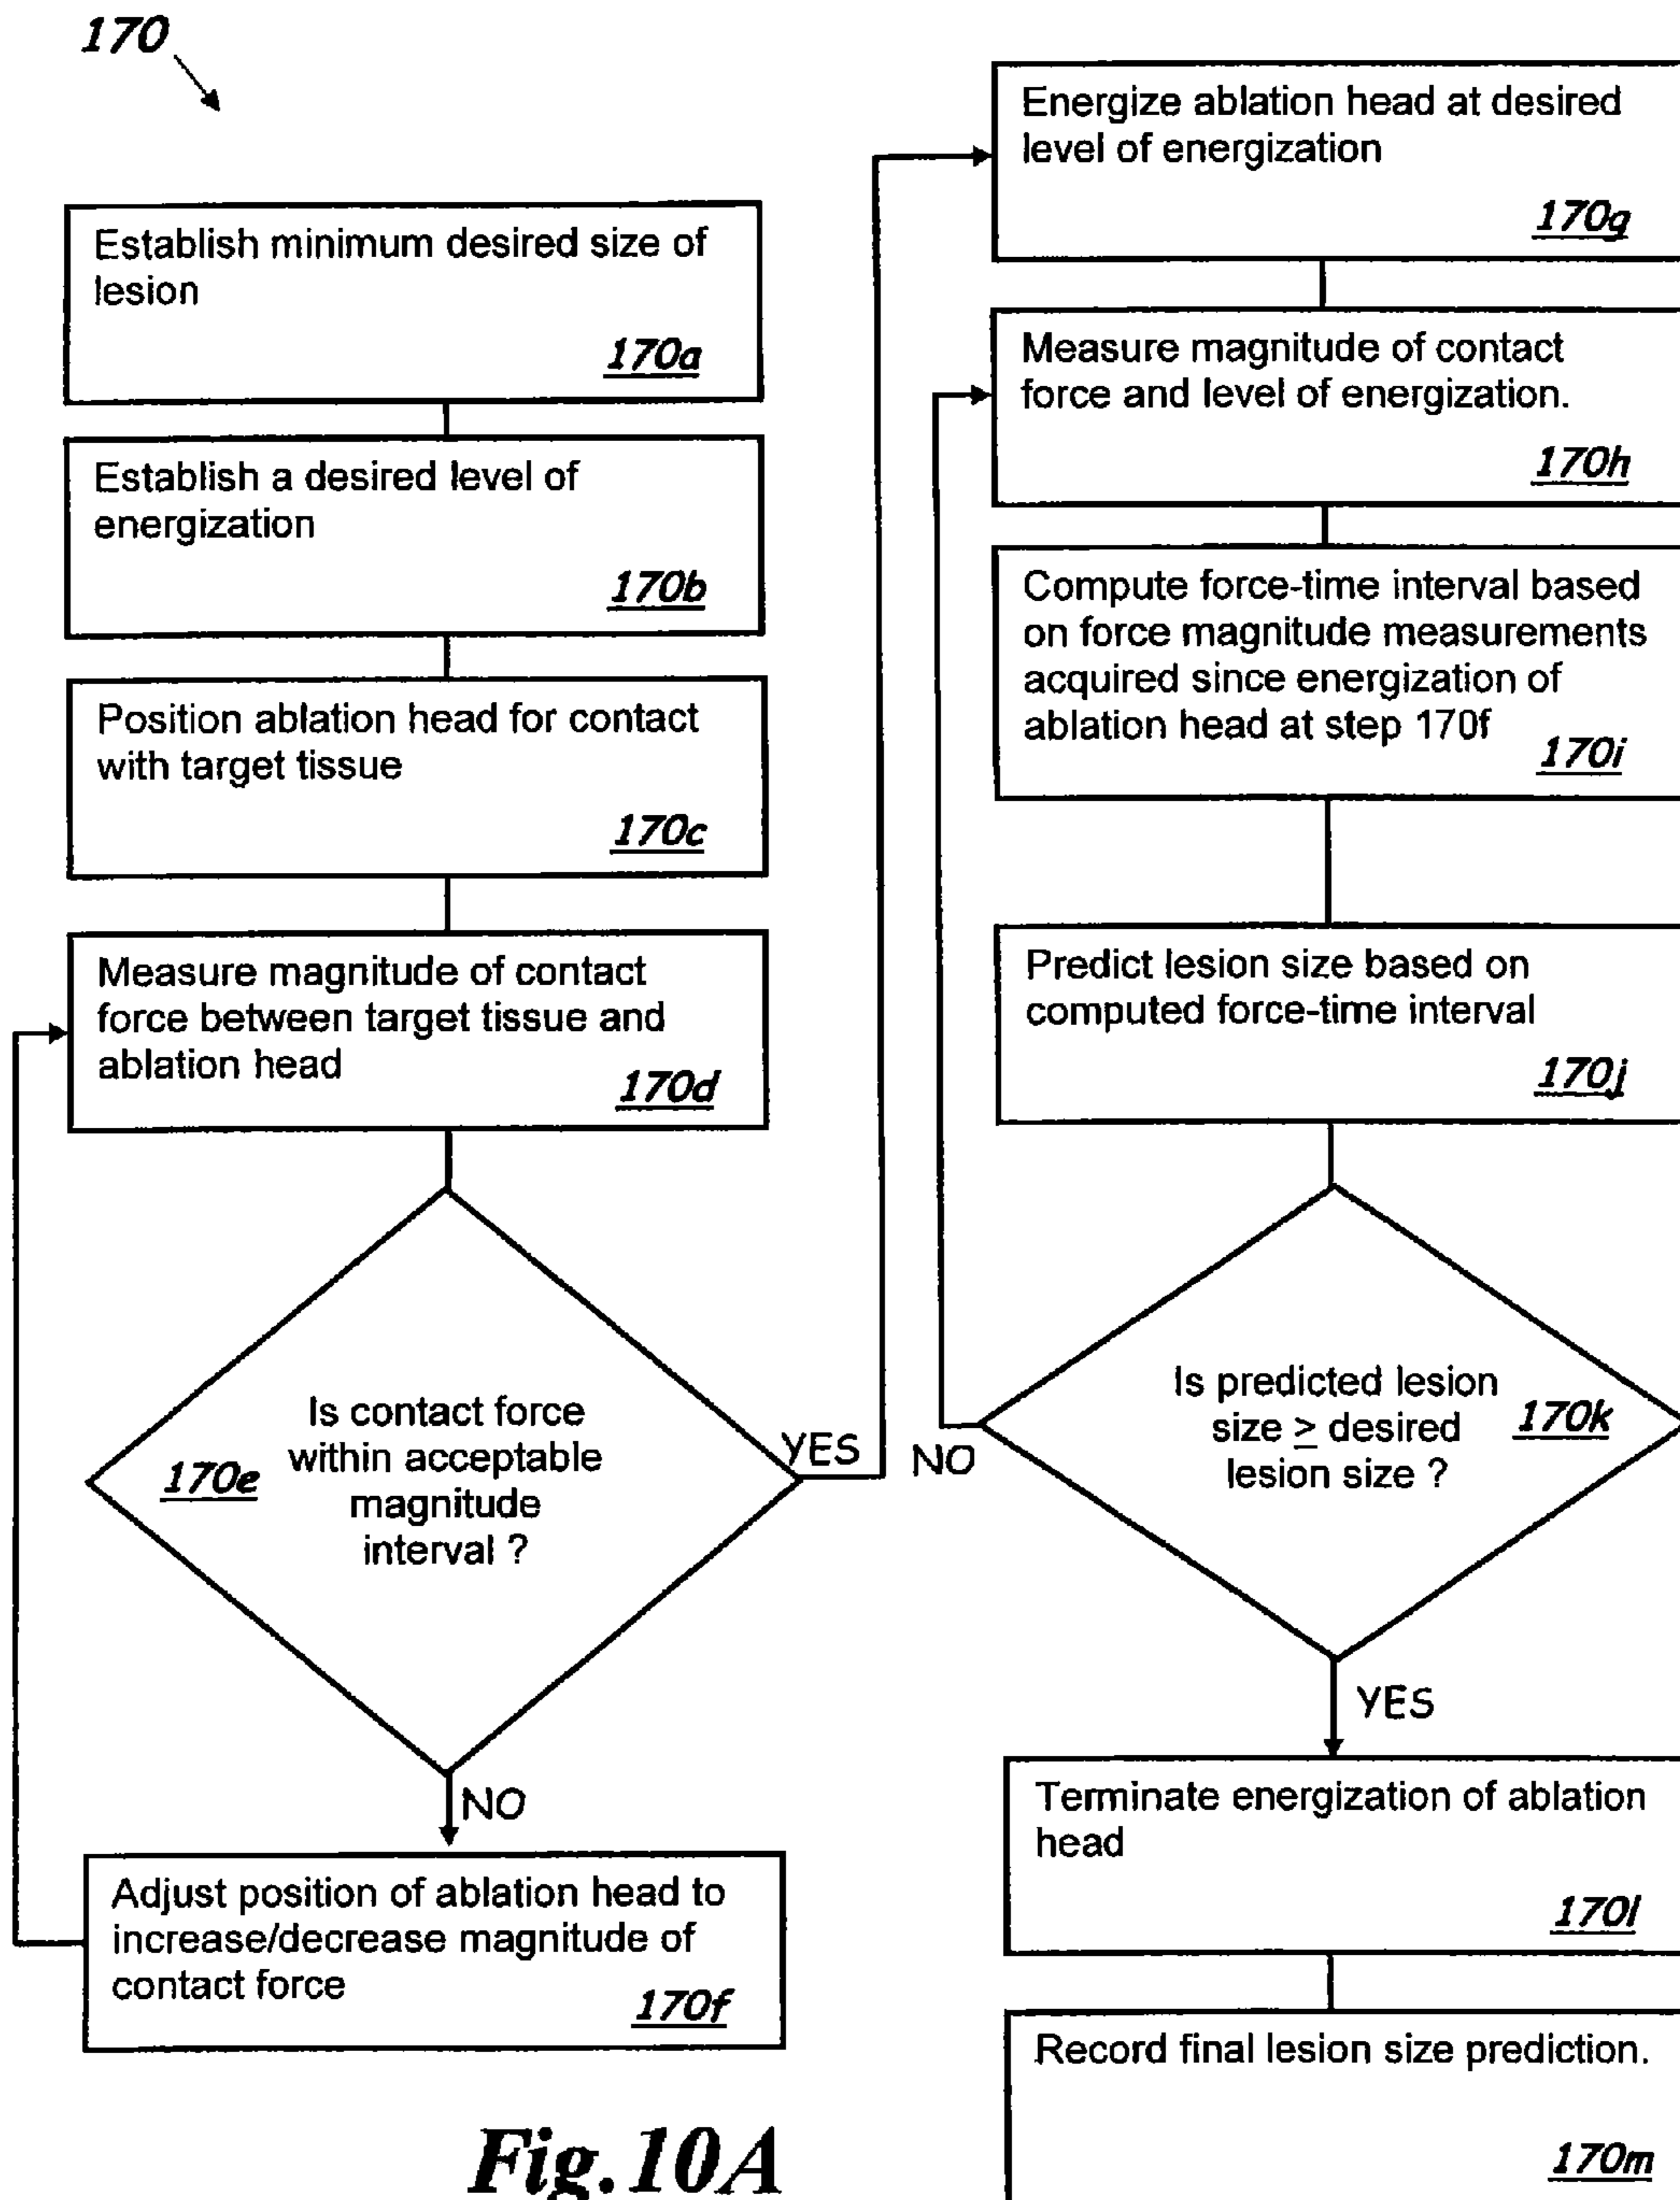 170
Establish minimum desired size of
lesion
170a
Establish a desired level of
energization
170b
Position ablation head for contact
with target tissue
170c
Measure magnitude of contact
force between target tissue and
ablation head
170d
Is contact force
within acceptable
magnitude
interval ?
170e
YES
NO
Adjust position of ablation head to
increase/decrease magnitude of
contact force
170f
Energize ablation head at desired
level of energization
170g
Measure magnitude of contact
force and level of energization.
170h
Compute force-time interval based
on force magnitude measurements
acquired since energization of
ablation head at step 170f
170i
Predict lesion size based on
computed force-time interval
170j
Is predicted lesion
size ≥ desired
lesion size ?
170k
NO
YES
Terminate energization of ablation
head
170l
Record final lesion size prediction.
170m
Fig. 10A